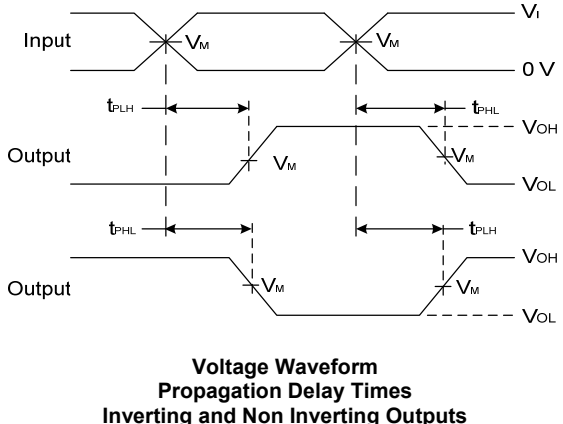 VI
Input VM VM
0 V
tPLH tPHL
VOH
Output VM VM
VOL
tPHL tPLH
VOH
Output VM VM
VOL
Voltage Waveform
Propagation Delay Times
Inverting and Non Inverting Outputs